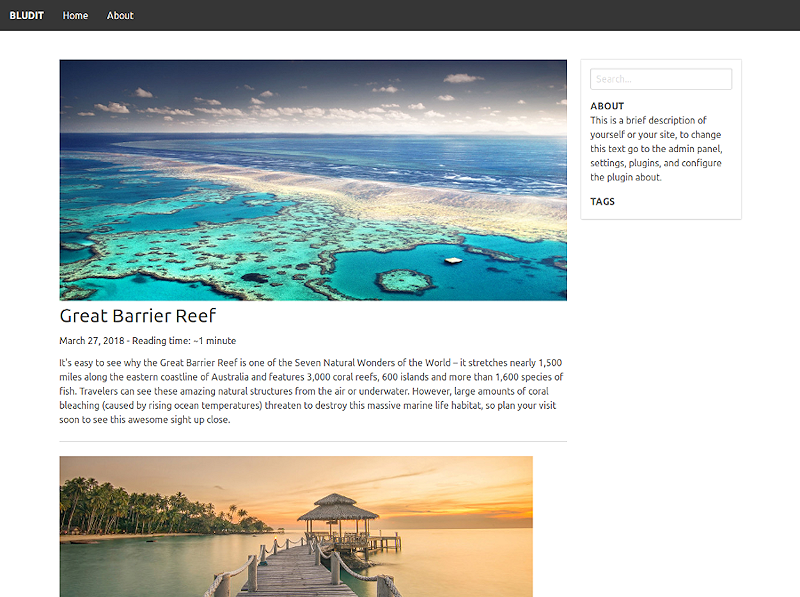 BLUDIT Home About
Great Barrier Reef
March 27, 2018 - Reading time: ~1 minute
It's easy to see why the Great Barrier Reef is one of the Seven Natural Wonders of the World – it stretches nearly 1,500
miles along the eastern coastline of Australia and features 3,000 coral reefs, 600 islands and more than 1,600 species of
fish. Travelers can see these amazing natural structures from the air or underwater. However, large amounts of coral
bleaching (caused by rising ocean temperatures) threaten to destroy this massive marine life habitat, so plan your visit
soon to see this awesome sight up close.
Search...
ABOUT
This is a brief description of
yourself or your site, to change
this text go to the admin panel,
settings, plugins, and configure
the plugin about.
TAGS